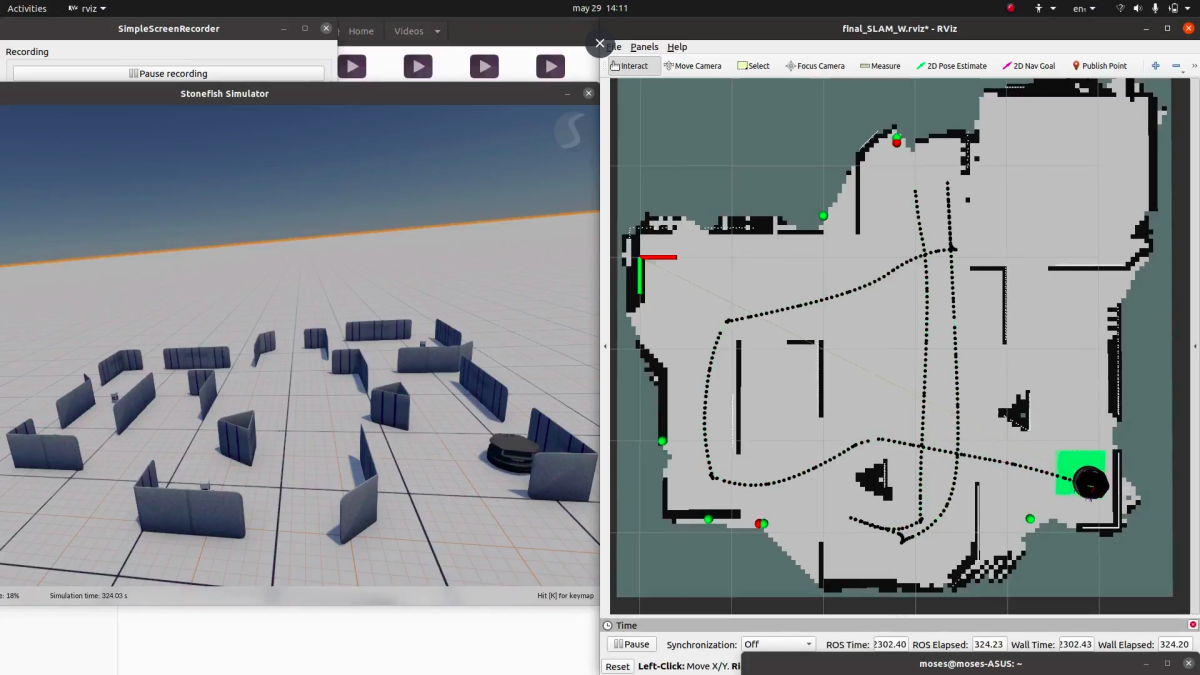 Activities
rviz
may 29 14:11
en₁
SimpleScreenRecorder
Recording
Pause recording
Home
Videos
Stonefish Simulator
Simulation time: 324.03 s
Hit [K] for keymap
e: 18%
final_SLAM_W.rviz* - RViz
File
Panels
Help
Interact
Move Camera
Select
Focus Camera
Measure
2D Pose Estimate
2D Nav Goal
Publish Point
Time
Pause
Synchronization:
Off
ROS Time:
2302.40
ROS Elapsed:
324.23
Wall Time:
2302.43
Wall Elapsed:
324.20
Reset
Left-Click: Move X/Y. Ri
moses@moses-ASUS: ~